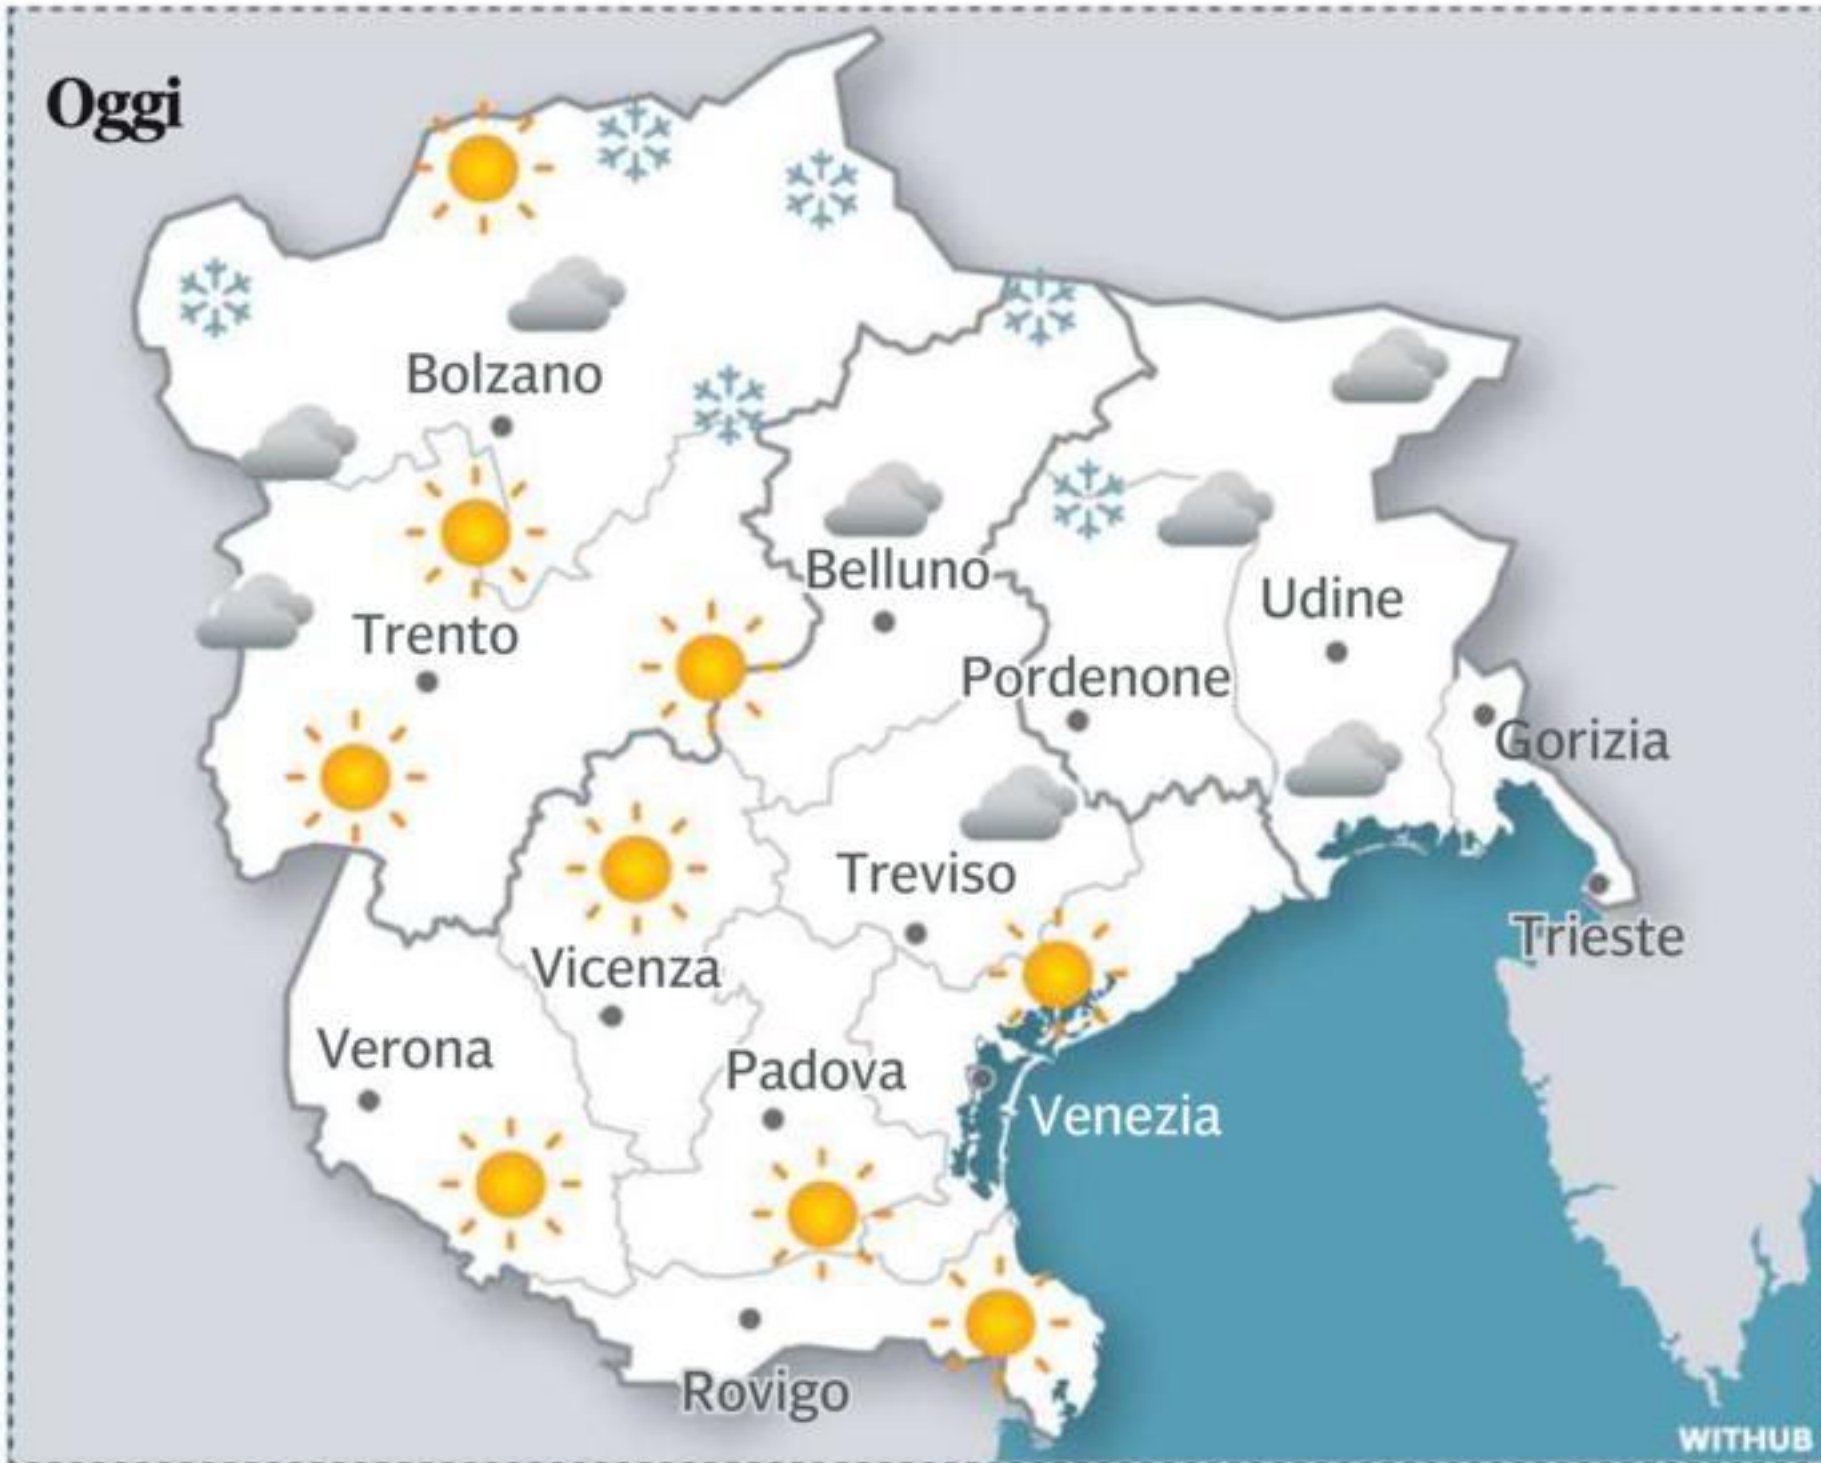 Oggi
Bolzano
Belluno
Udine
Trento
Pordenone
Gorizia
Treviso
Trieste
Vicenza
Verona
Padova
Venezia
Rovigo
WITHUB